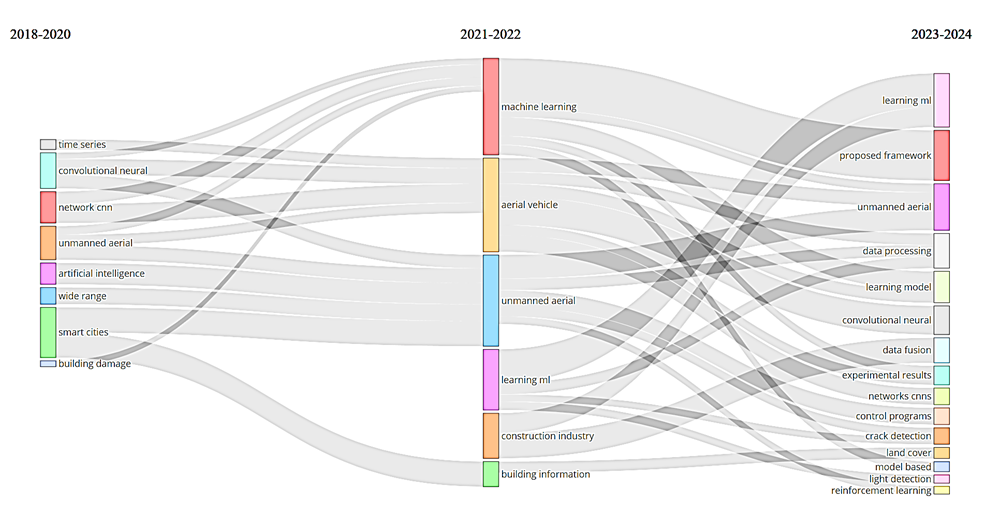 2018-2020
2021-2022
2023-2024
time series
convolutional neural
network cnn
unmanned aerial
artificial intelligence
wide range
smart cities
building damage
machine learning
aerial vehicle
unmanned aerial
learning ml
construction industry
building information
learning ml
proposed framework
unmanned aerial
data processing
learning model
convolutional neural
data fusion
experimental results
networks cnns
control programs
crack detection
land cover
model based
light detection
reinforcement learning